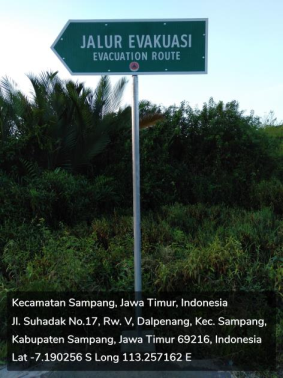 JALUR EVAKUASI
EVACUATION ROUTE
Kecamatan Sampang, Jawa Timur, Indonesia
Jl. Suhadak No.17, Rw. V, Dalpenang, Kec. Sampang,
Kabupaten Sampang, Jawa Timur 69216, Indonesia
Lat -7.190256 S Long 113.257162 E